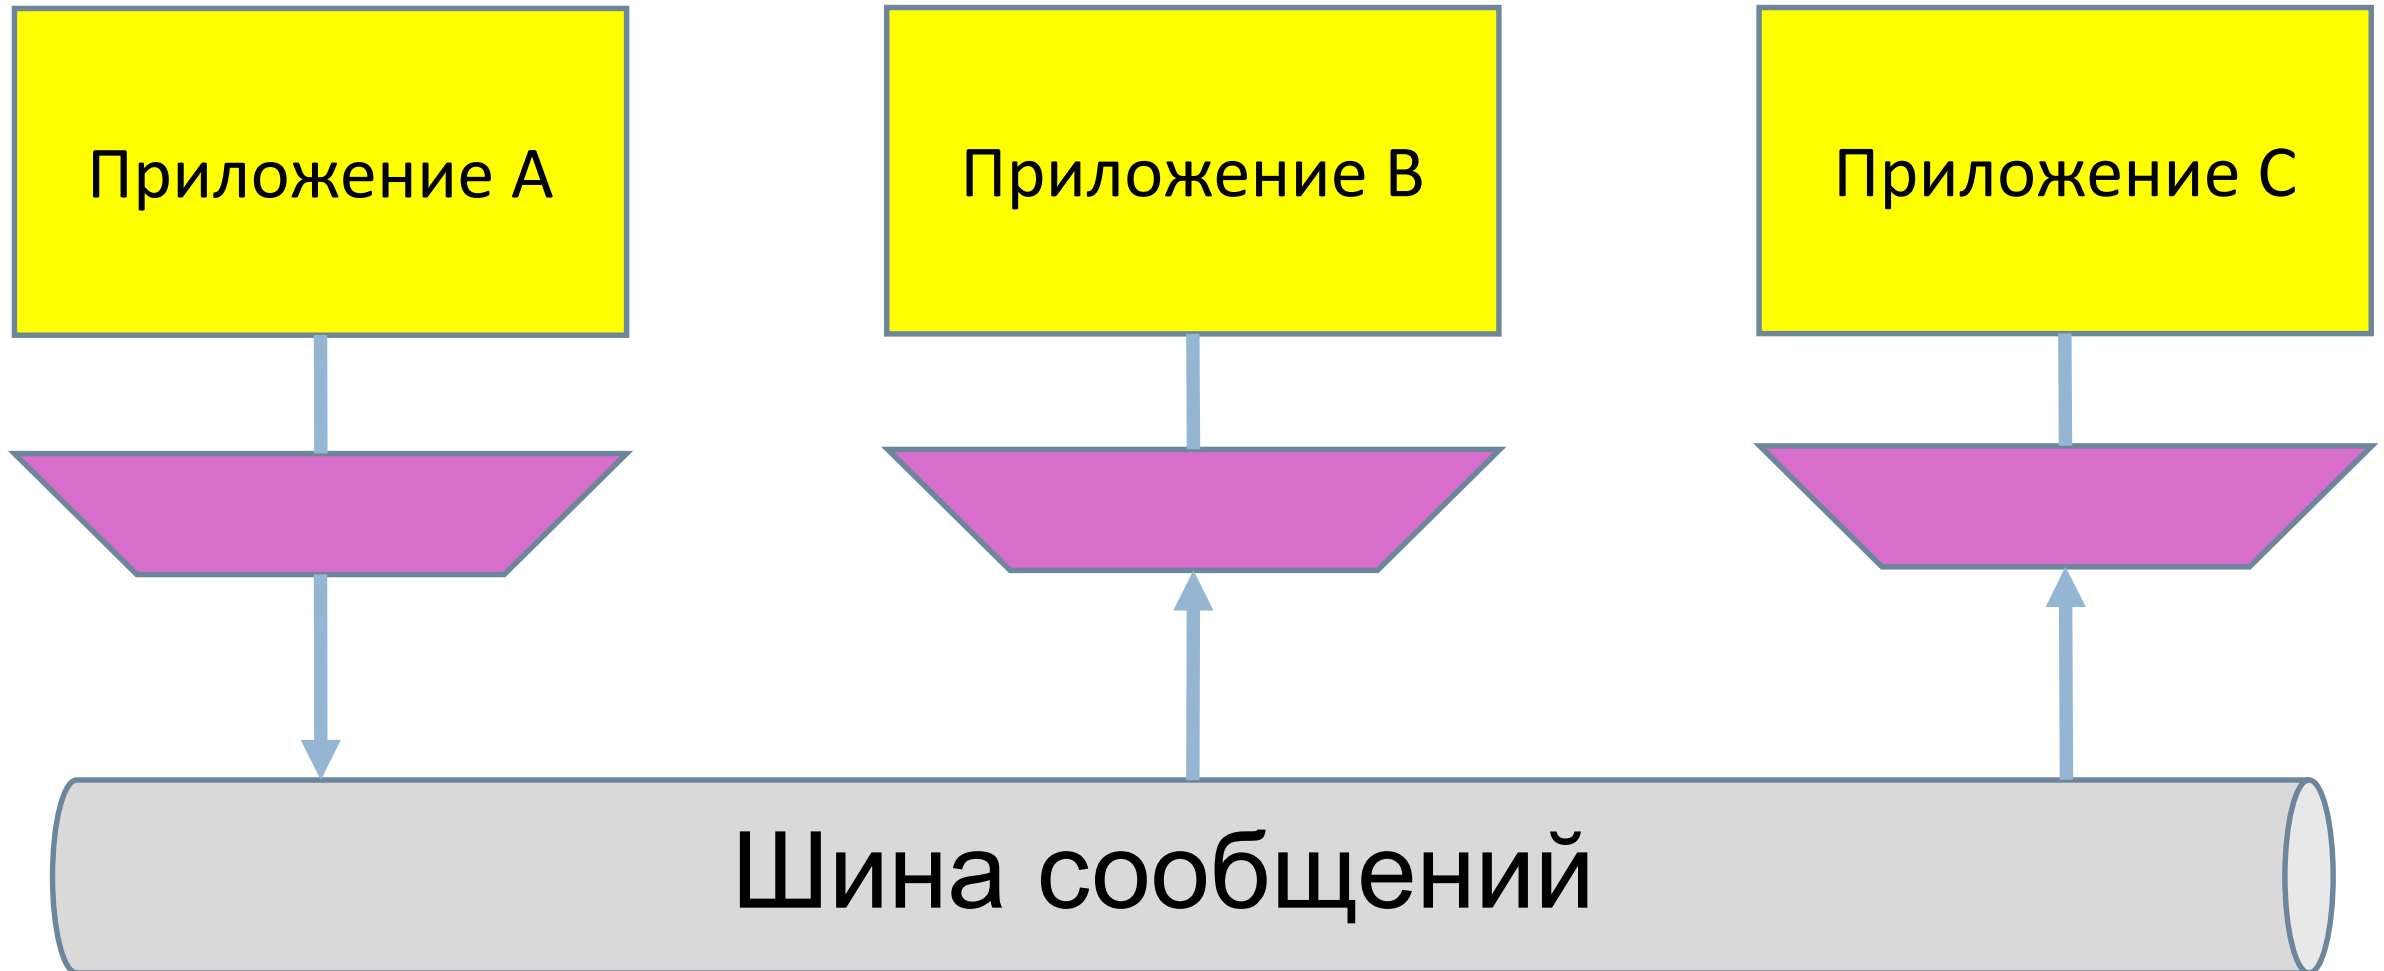 Приложение А
Приложение В
Приложение С
Шина сообщений